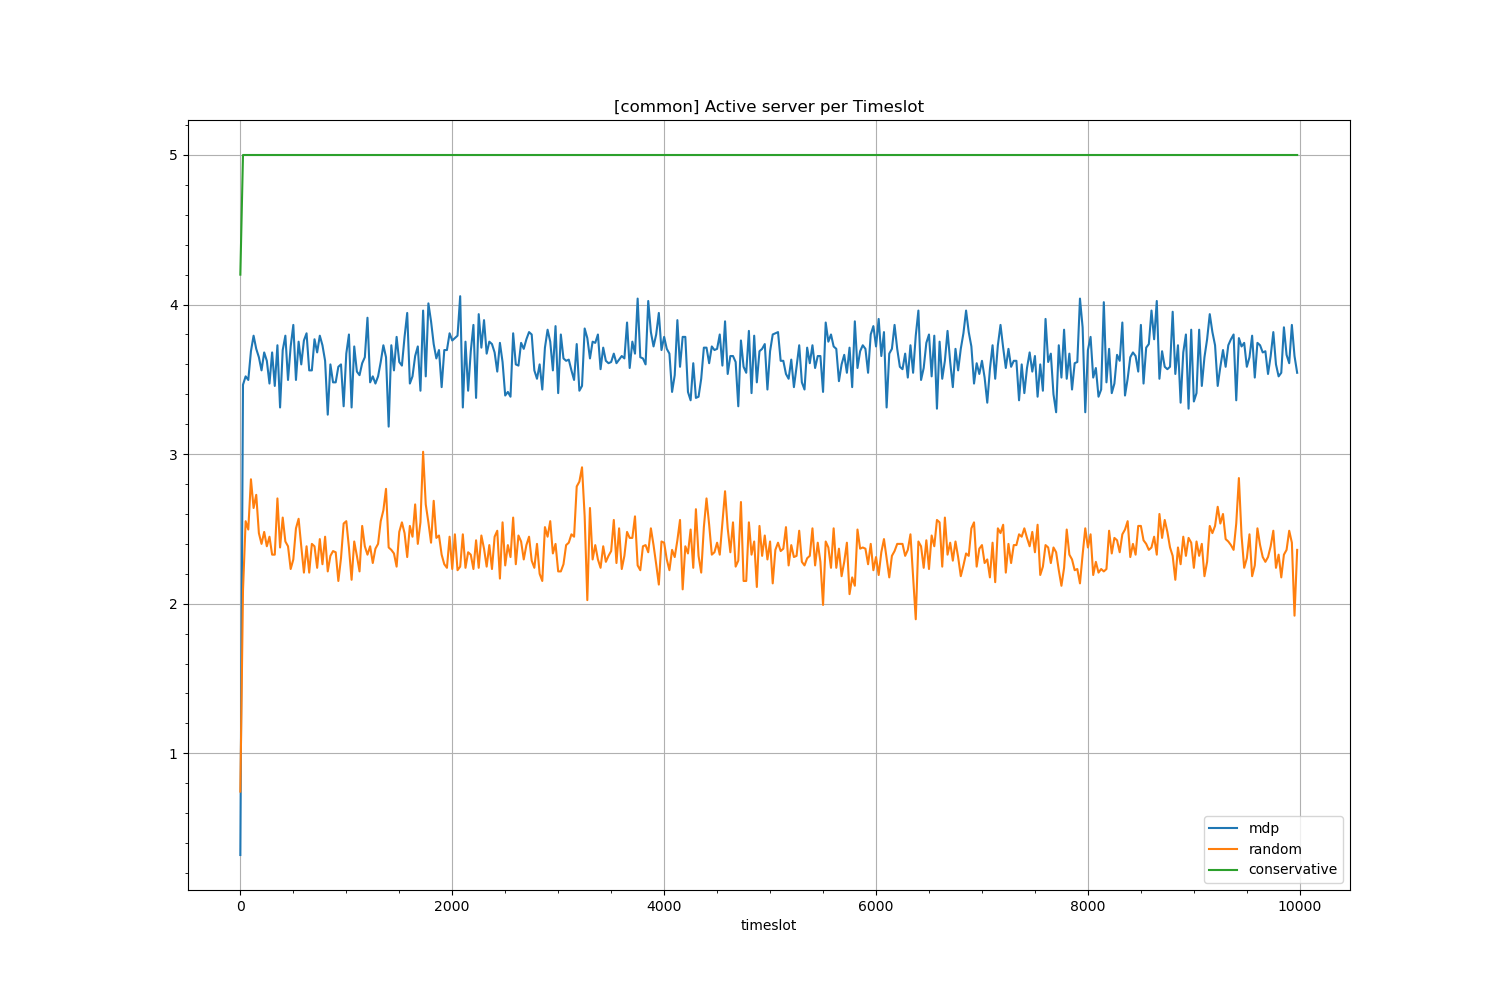 [common] Active server per Timeslot
5
4
3
2
1
mdp
random
conservative
0 2000 4000 6000 8000 10000
timeslot